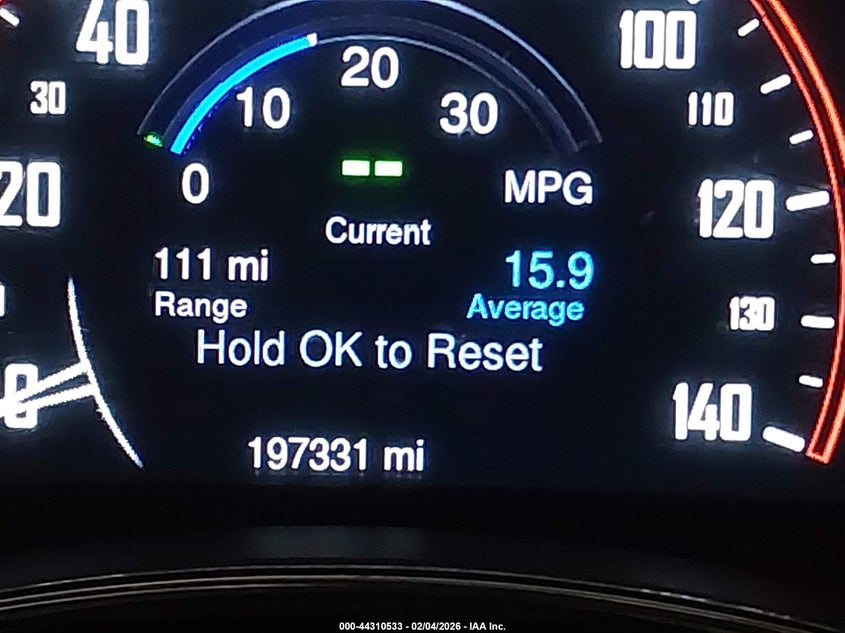 40
100
20
30
10
30
110
0
MPG
20
120
Current
111 mi
15.9
Range
Average
130
Hold OK to Reset
0
140
197331 mi
000-44310533 - 02/04/2026 - IAA Inc.